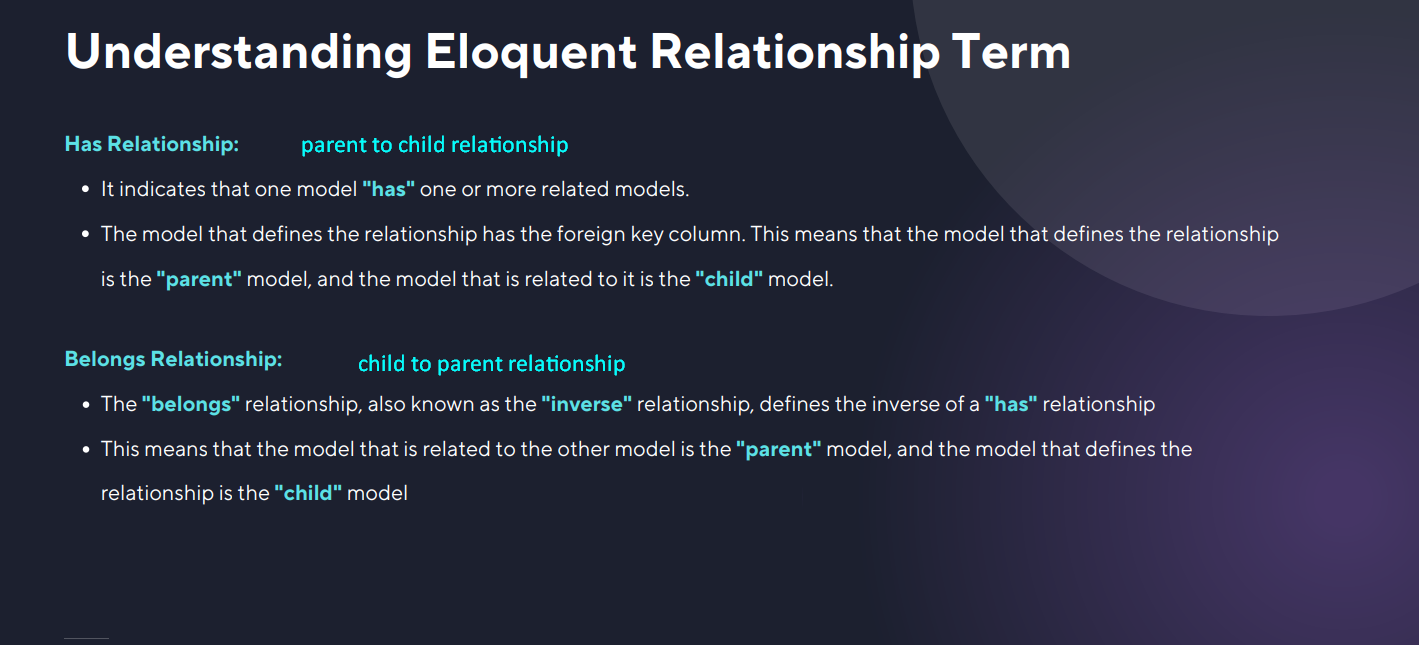 Understanding Eloquent Relationship Term
Has Relationship: parent to child relationship
• It indicates that one model "has" one or more related models.
• The model that defines the relationship has the foreign key column. This means that the model that defines the relationship
is the "parent" model, and the model that is related to it is the "child" model.
Belongs Relationship: child to parent relationship
• The "belongs" relationship, also known as the "inverse" relationship, defines the inverse of a "has" relationship
• This means that the model that is related to the other model is the "parent" model, and the model that defines the
relationship is the "child" model